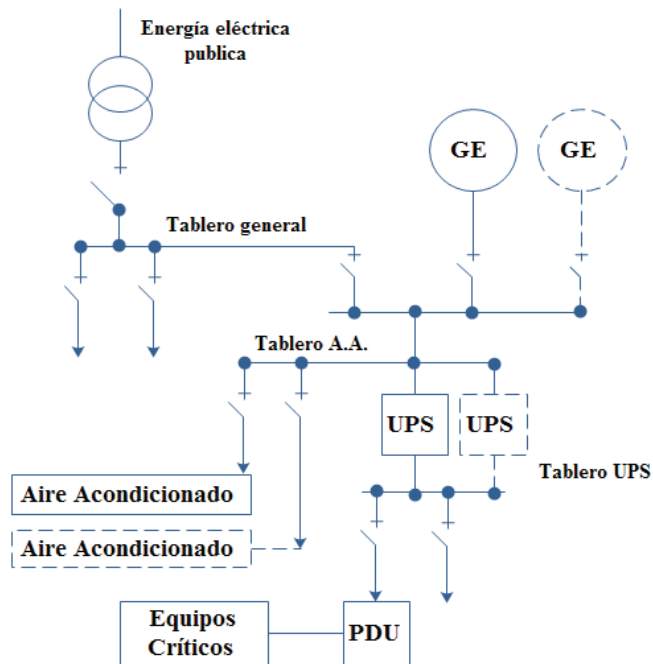 Energía eléctrica
publica
GE
GE
Tablero general
Tablero A.A.
UPS
UPS
Tablero UPS
Aire Acondicionado
Aire Acondicionado
Equipos
Críticos
PDU